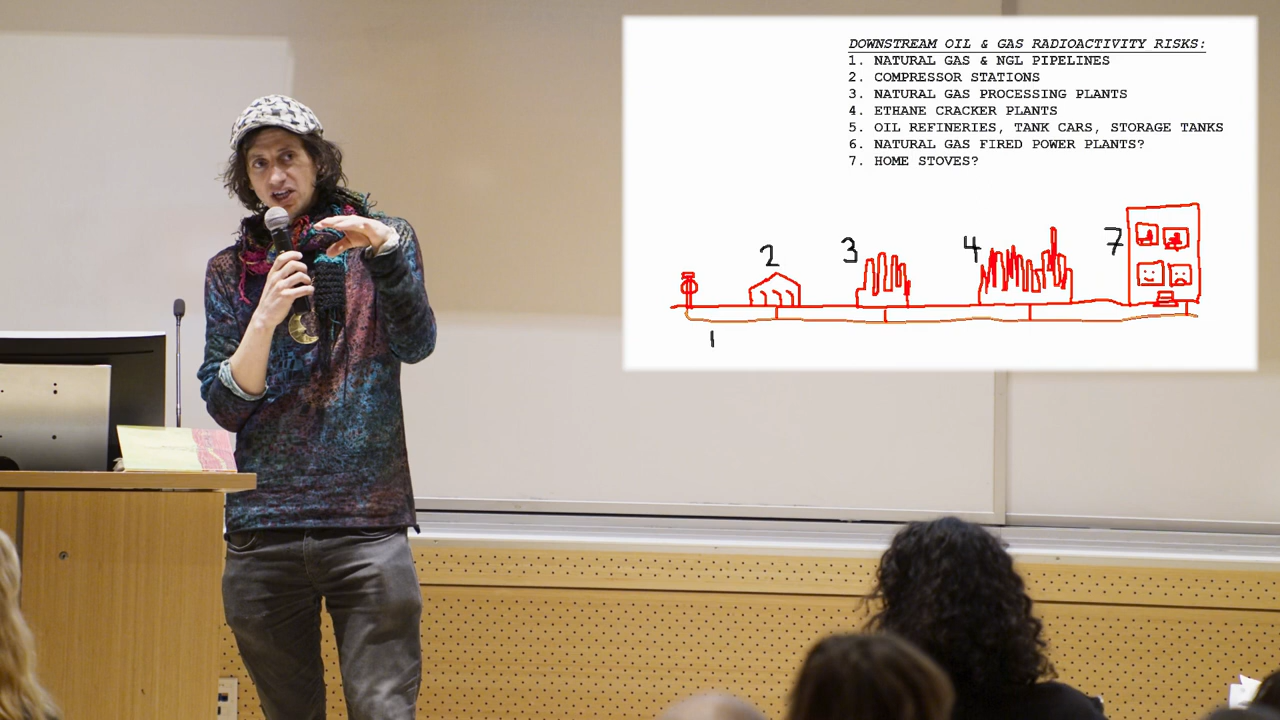 DOWNSTREAM OIL & GAS RADIOACTIVITY RISKS:
1. NATURAL GAS & NGL PIPELINES
2. COMPRESSOR STATIONS
3. NATURAL GAS PROCESSING PLANTS
4. ETHANE CRACKER PLANTS
5. OIL REFINERIES, TANK CARS, STORAGE TANKS
6. NATURAL GAS FIRED POWER PLANTS?
7. HOME STOVES?
2
3
4
7
1